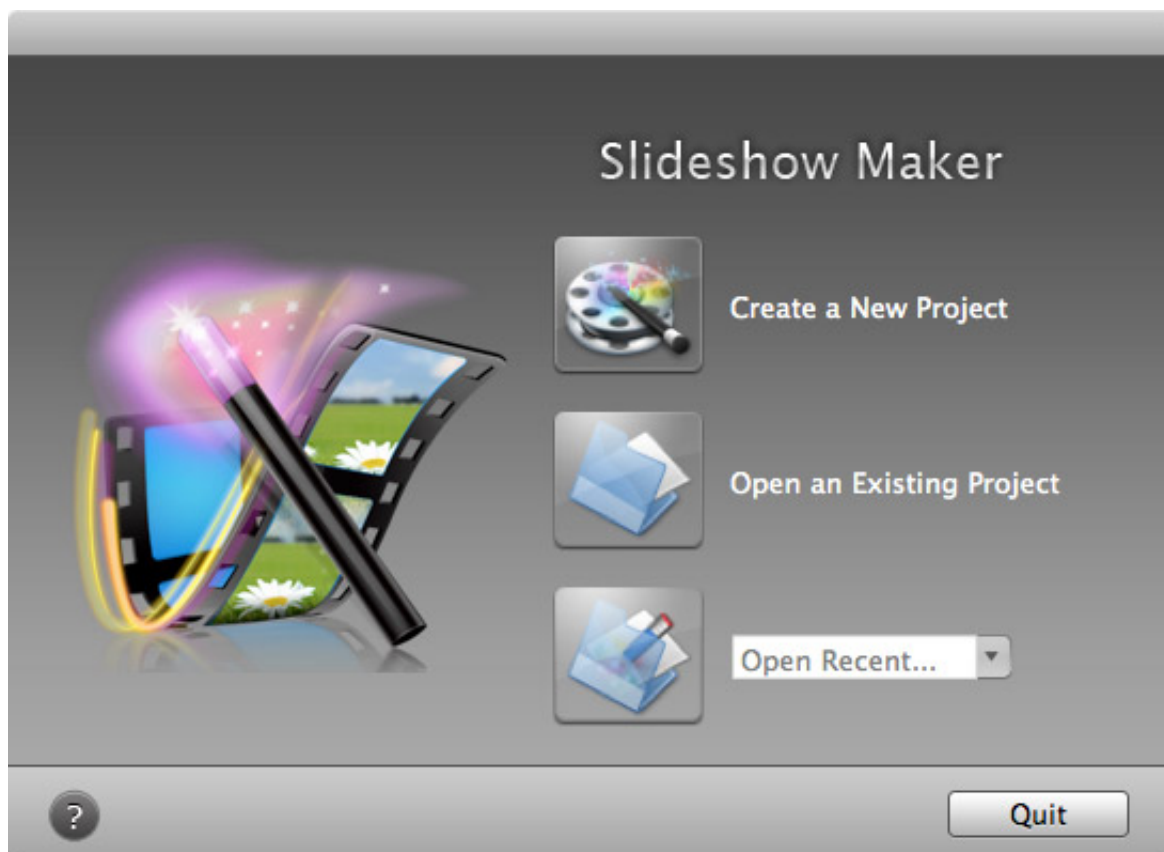 Slideshow Maker
Create a New Project
Open an Existing Project
Open Recent...
?
Quit